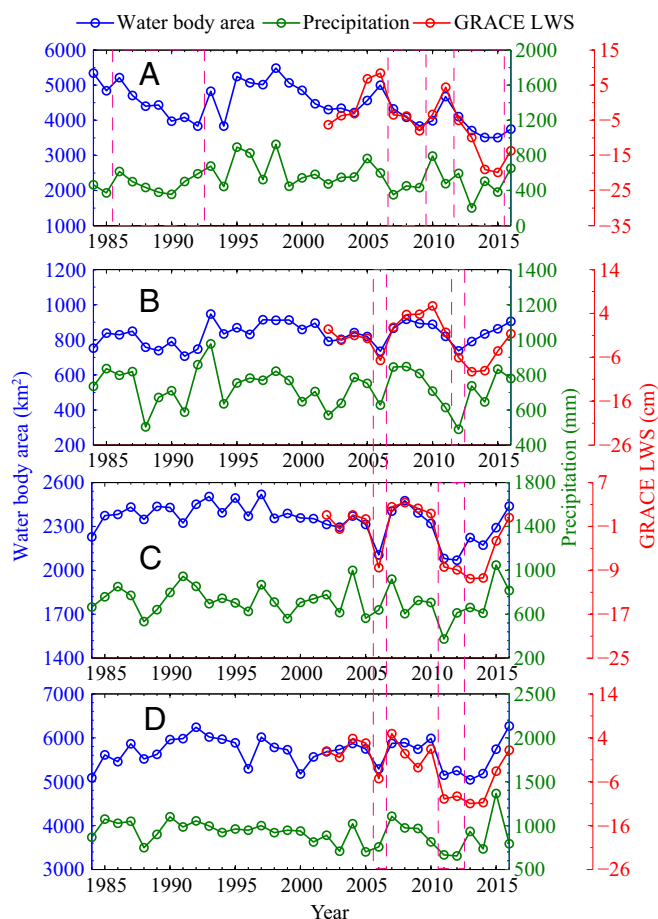 Water body area Precipitation GRACE LWS
A
6000 5000 4000 3000 2000 1000
2000 1600 1200 800 400 0
15 5 −5 −15 −25 −35
1985 1990 1995 2000 2005 2010 2015
B
1200 1000 800 600 400 200
1400 1200 1000 800 600 400
14 4 −6 −16 −26
1985 1990 1995 2000 2005 2010 2015
Water body area (km²)
Precipitation (mm)
GRACE LWS (cm)
C
2600 2300 2000 1700 1400
1800 1400 1000 600 200
7 −1 −9 −17 −25
1985 1990 1995 2000 2005 2010 2015
D
7000 6000 5000 4000 3000
2500 2000 1500 1000 500
14 4 −6 −16 −26
1985 1990 1995 2000 2005 2010 2015
Year